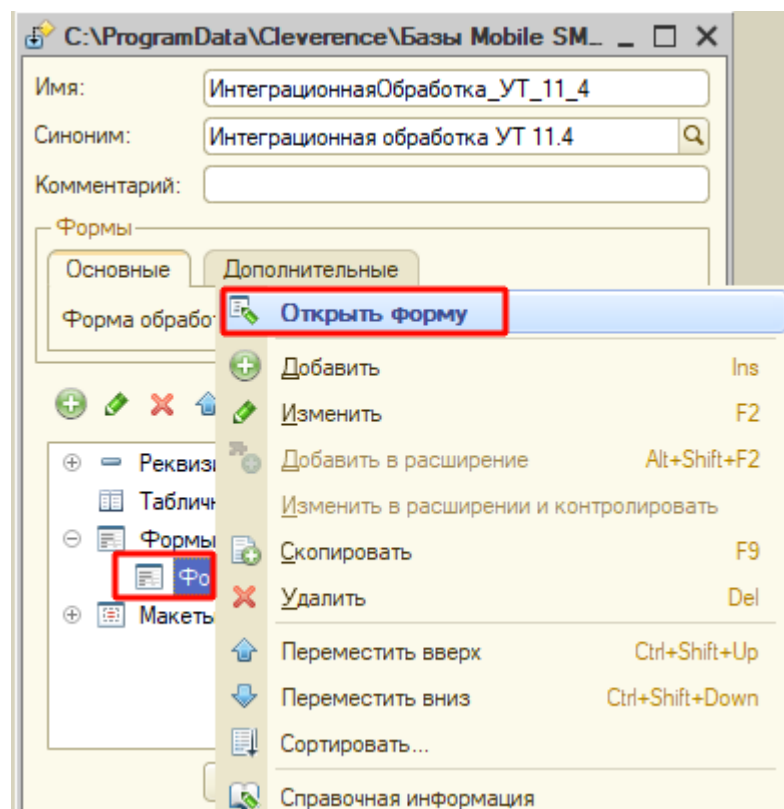 C:\ProgramData\Cleverence\Базы Mobile SM...
Имя: ИнтеграционнаяОбработка_УТ_11_4
Синоним: Интеграционная обработка УТ 11.4
Комментарий:
Формы
Основные Дополнительные
Форма обрабо
Открыть форму
Добавить Ins
Изменить F2
Реквизи Добавить в расширение Alt+Shift+F2
Табличн Изменить в расширении и контролировать
Формы Скопировать F9
Фо Удалить Del
Макеты
Переместить вверх Ctrl+Shift+Up
Переместить вниз Ctrl+Shift+Down
Сортировать...
Справочная информация